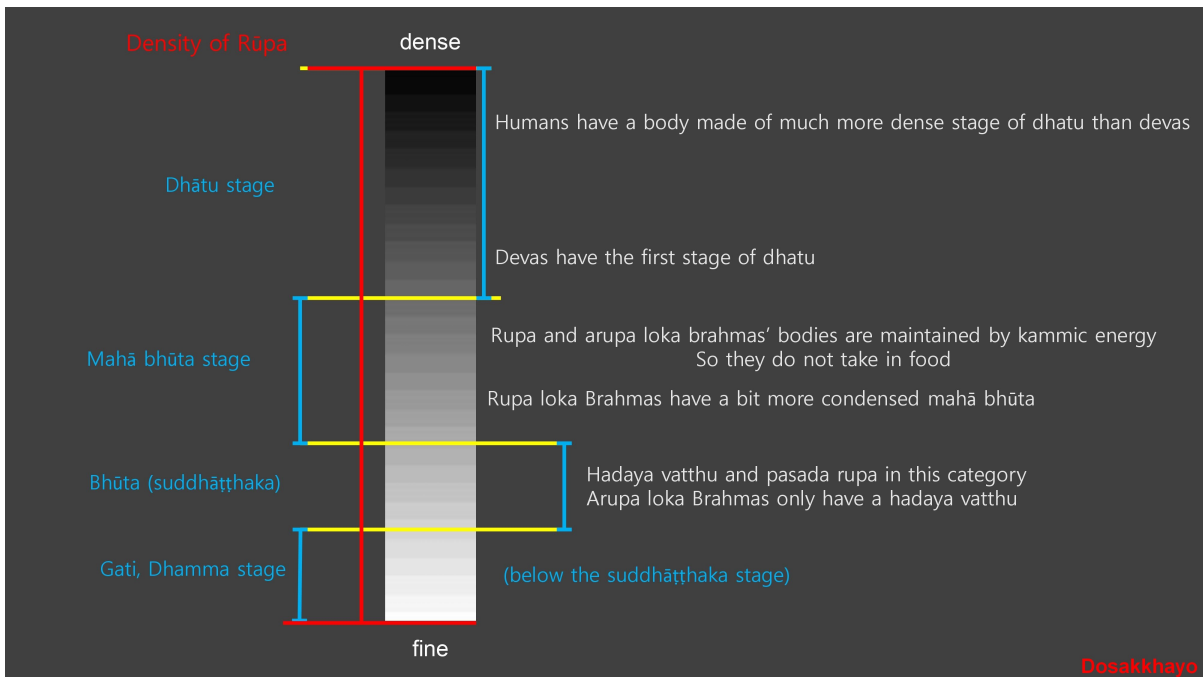 Density of Rūpa
dense
Humans have a body made of much more dense stage of dhatu than devas
Dhātu stage
Devas have the first stage of dhatu
Rupa and arupa loka brahmas‘ bodies are maintained by kammic energy
So they do not take in food
Mahā bhūta stage
Rupa loka Brahmas have a bit more condensed mahā bhūta
Bhūta (suddhāṭṭhaka)
Hadaya vatthu and pasada rupa in this category
Arupa loka Brahmas only have a hadaya vatthu
Gati, Dhamma stage
(below the suddhāṭṭhaka stage)
fine
Dosakkhayo